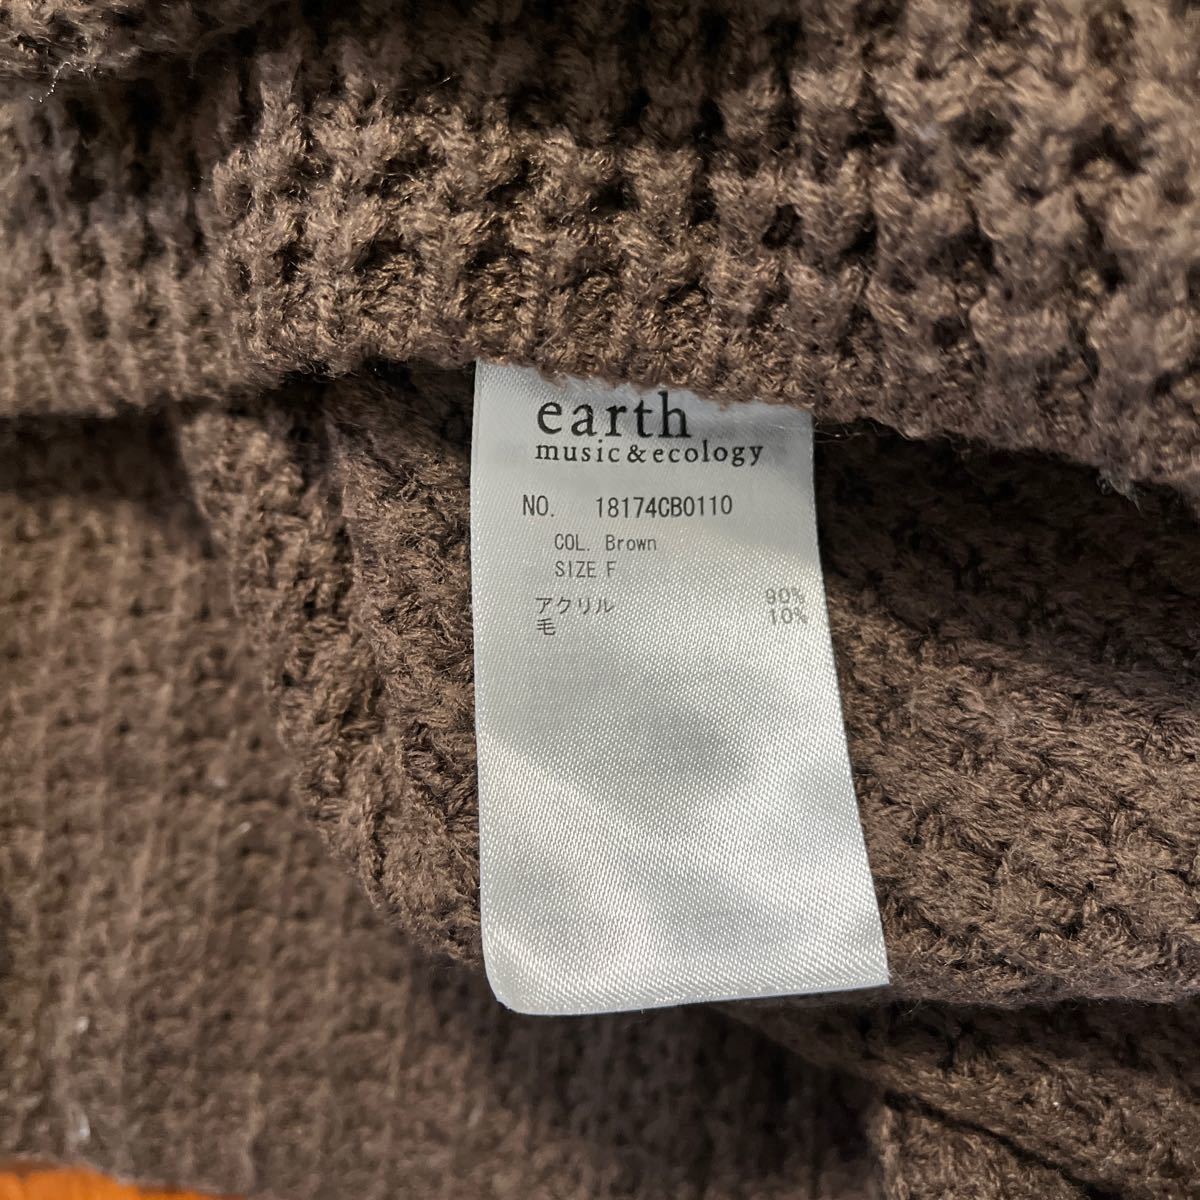 earth
music&ecology
NO. 18174CB0110
COL. Brown
SIZE F
アクリル 90%
毛 10%